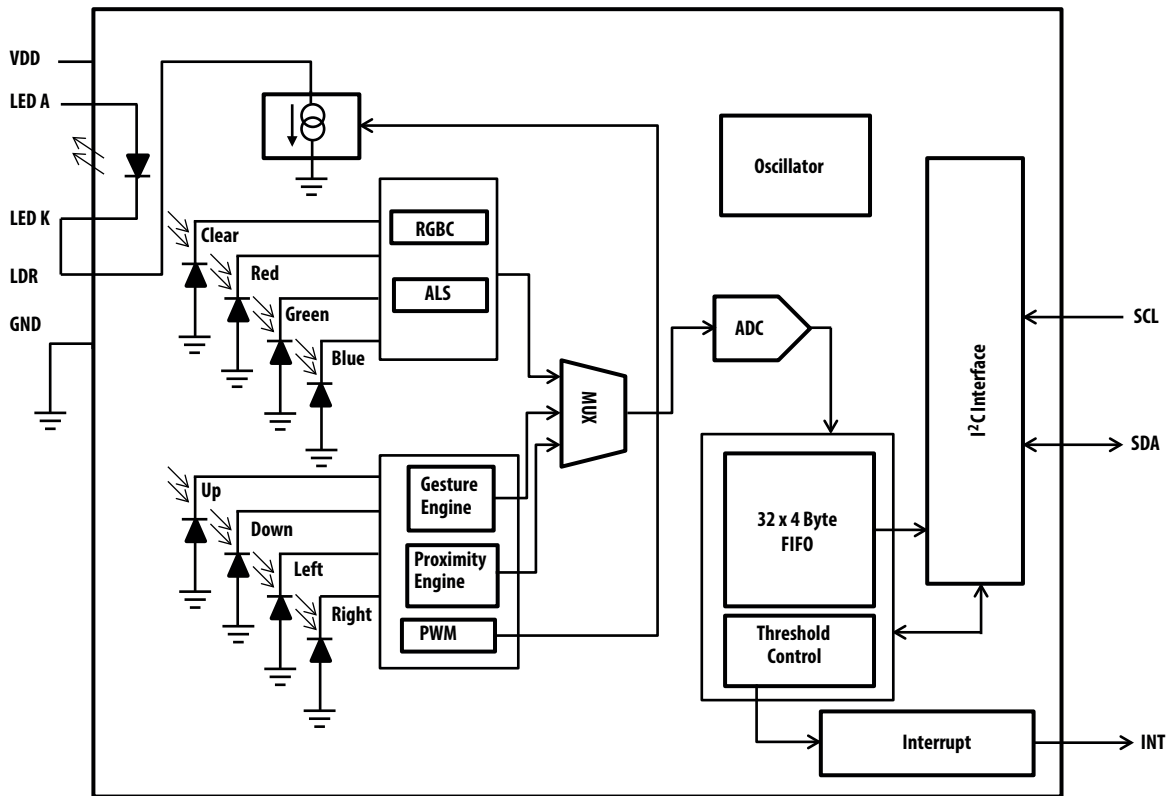 VDD
LED A
LED K
LDR
GND
Oscillator
Clear
Red
Green
Blue
RGBC
ALS
MUX
ADC
Up
Down
Left
Right
Gesture
Engine
Proximity
Engine
PWM
32 x 4 Byte
FIFO
Threshold
Control
I²C Interface
SCL
SDA
Interrupt
INT